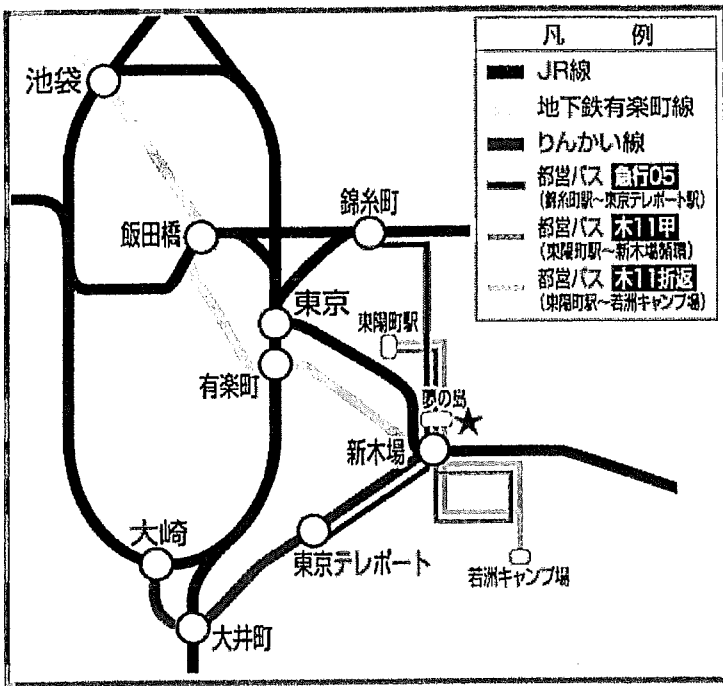 凡 例
JR線
地下鉄有楽町線
りんかい線
都営バス 急行05
(錦糸町駅～東京テレポート駅)
都営バス 木11甲
(東陽町駅～新木場循環)
都営バス 木11折返
(東陽町駅～若洲キャンプ場)
池袋
飯田橋
錦糸町
東京
東陽町駅
有楽町
夢の島
新木場
大崎
東京テレポート
若洲キャンプ場
大井町